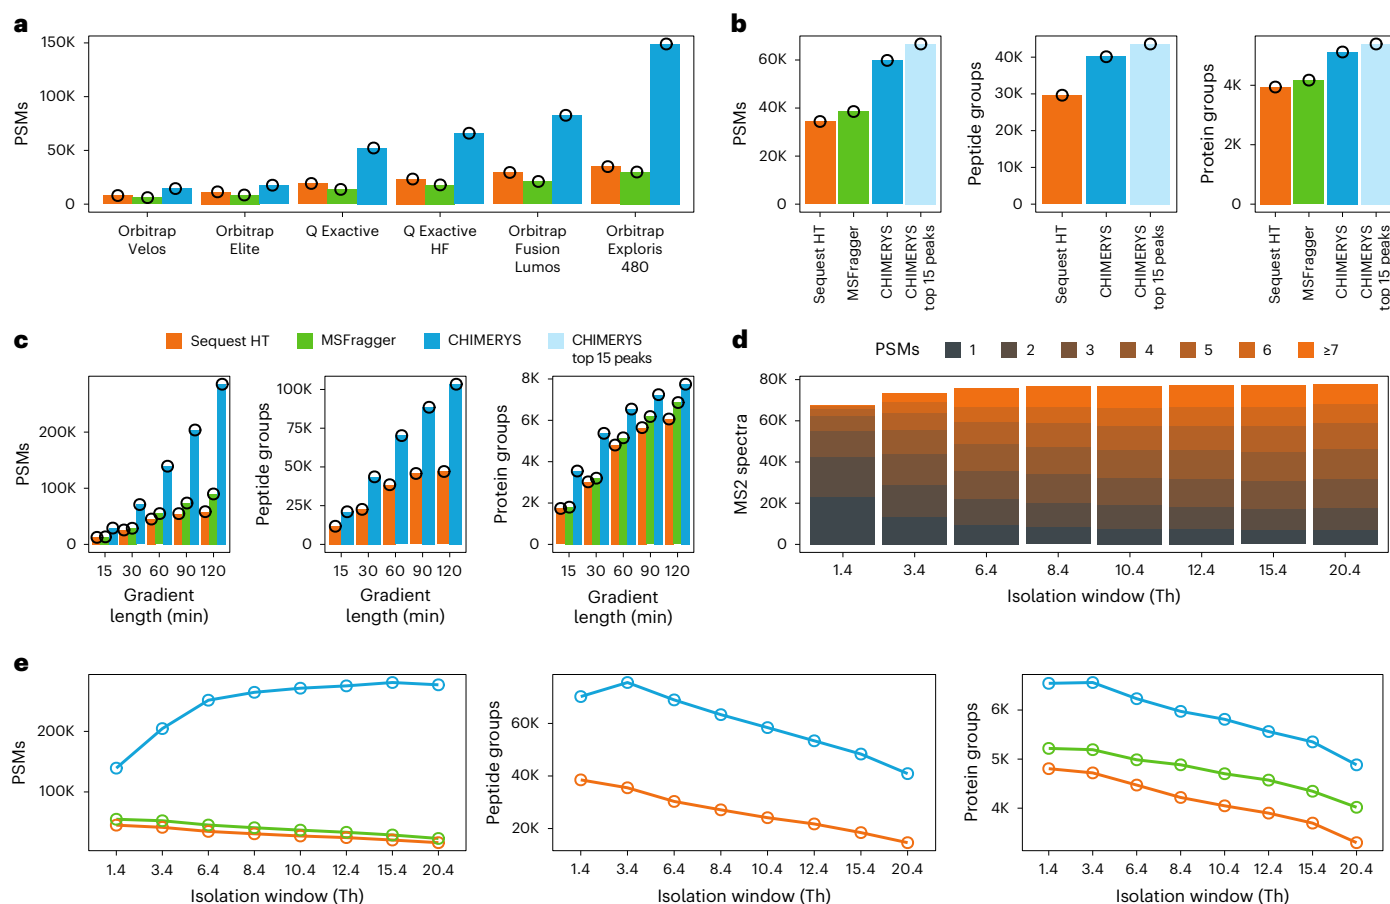 a
PSMs
150K
100K
50K
0
Orbitrap
Velos
Orbitrap
Elite
Q Exactive
Q Exactive
HF
Orbitrap
Fusion
Lumos
Orbitrap
Exploris
480
b
PSMs
60K
40K
20K
0
Sequest HT
MSFragger
CHIMERYS
CHIMERYS
top 15 peaks
Peptide groups
40K
30K
20K
10K
0
Sequest HT
CHIMERYS
CHIMERYS
top 15 peaks
Protein groups
4K
2K
0
Sequest HT
MSFragger
CHIMERYS
CHIMERYS
top 15 peaks
c
Sequest HT
MSFragger
CHIMERYS
CHIMERYS
top 15 peaks
PSMs
200K
100K
0
15 30 60 90 120
Gradient
length (min)
Peptide groups
100K
75K
50K
25K
0
15 30 60 90 120
Gradient
length (min)
Protein groups
8K
6K
4K
2K
0
15 30 60 90 120
Gradient
length (min)
d
PSMs 1 2 3 4 5 6 ≥7
MS2 spectra
80K
60K
40K
20K
0
1.4 3.4 6.4 8.4 10.4 12.4 15.4 20.4
Isolation window (Th)
e
PSMs
200K
100K
1.4 3.4 6.4 8.4 10.4 12.4 15.4 20.4
Isolation window (Th)
Peptide groups
60K
40K
20K
1.4 3.4 6.4 8.4 10.4 12.4 15.4 20.4
Isolation window (Th)
Protein groups
6K
5K
4K
1.4 3.4 6.4 8.4 10.4 12.4 15.4 20.4
Isolation window (Th)